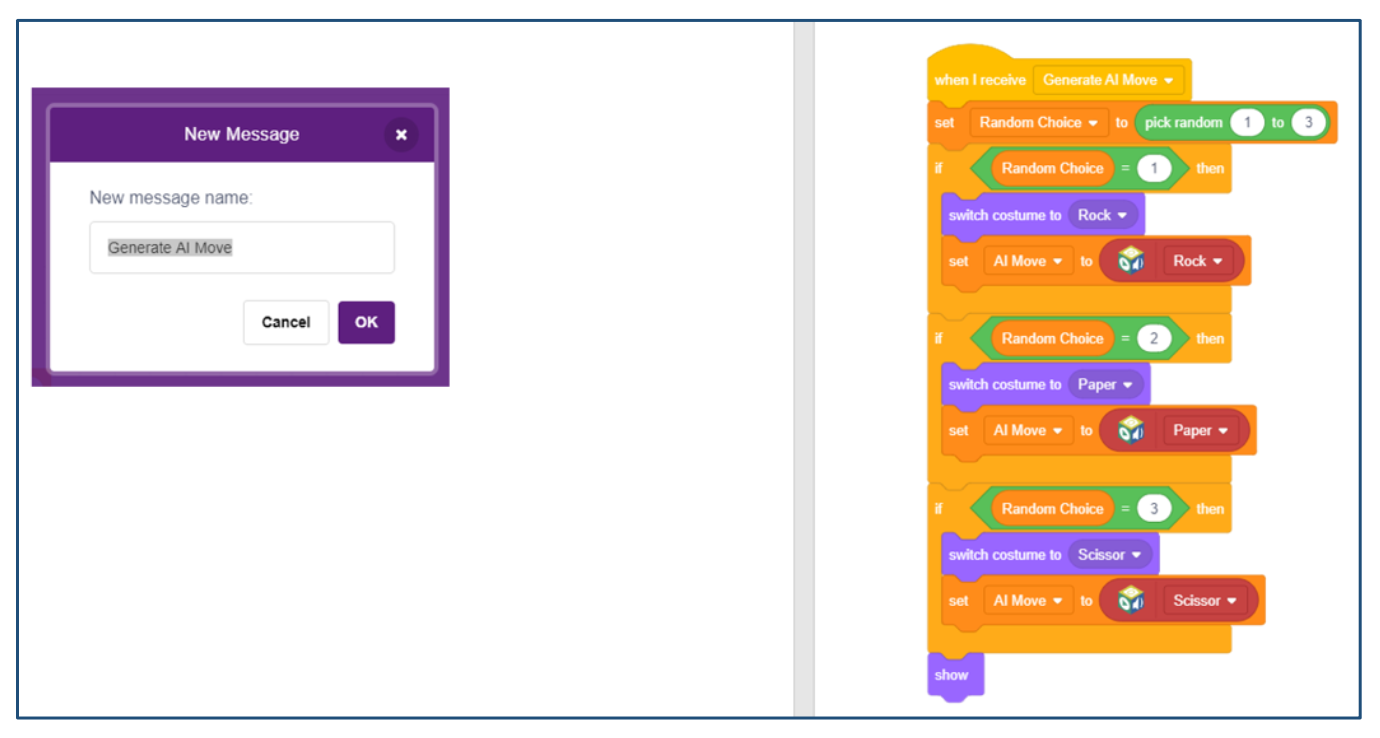 New Message
New message name:
Generate AI Move
Cancel OK
when I receive Generate AI Move
set Random Choice to pick random 1 to 3
if Random Choice = 1 then
switch costume to Rock
set AI Move to Rock
if Random Choice = 2 then
switch costume to Paper
set AI Move to Paper
if Random Choice = 3 then
switch costume to Scissor
set AI Move to Scissor
show